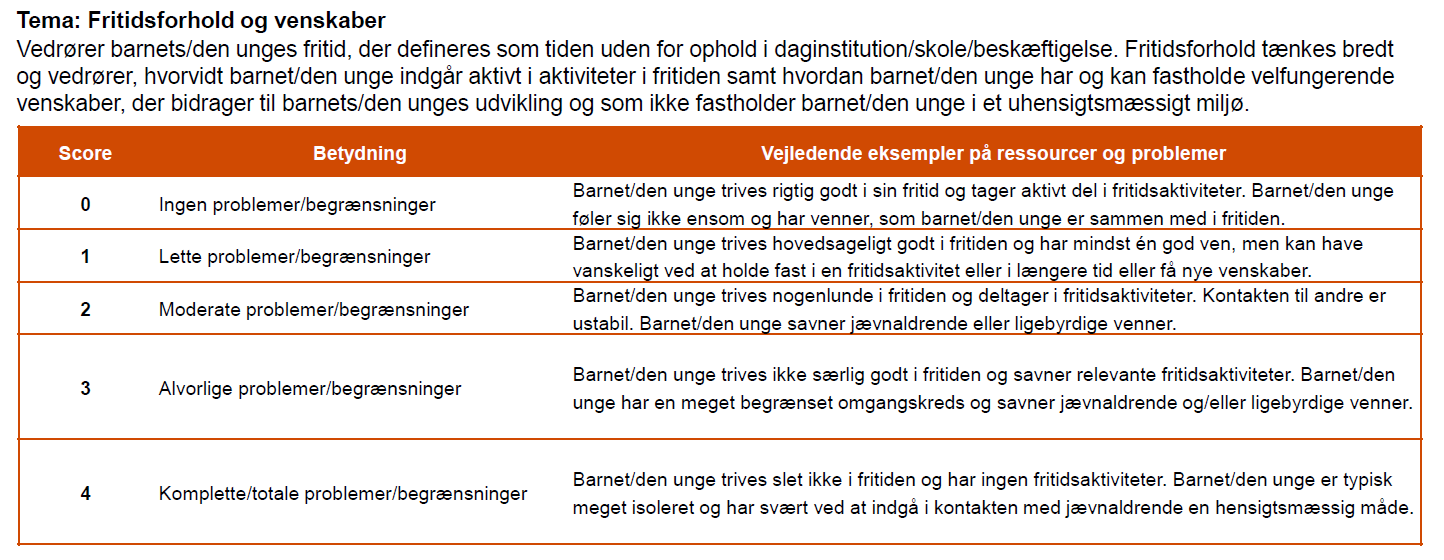 Tema: Fritidsforhold og venskaber
Vedrører barnets/den unges fritid, der defineres som tiden uden for ophold i daginstitution/skole/beskæftigelse. Fritidsforhold tænkes bredt
og vedrører, hvorvidt barnet/den unge indgår aktivt i aktiviteter i fritiden samt hvordan barnet/den unge har og kan fastholde velfungerende
venskaber, der bidrager til barnets/den unges udvikling og som ikke fastholder barnet/den unge i et uhensigtsmæssigt miljø.
Score Betydning Vejledende eksempler på ressourcer og problemer
0 Ingen problemer/begrænsninger
Barnet/den unge trives rigtig godt i sin fritid og tager aktivt del i fritidsaktiviteter. Barnet/den unge
føler sig ikke ensom og har venner, som barnet/den unge er sammen med i fritiden.
1 Lette problemer/begrænsninger
Barnet/den unge trives hovedsageligt godt i fritiden og har mindst én god ven, men kan have
vanskeligt ved at holde fast i en fritidsaktivitet eller i længere tid eller få nye venskaber.
2 Moderate problemer/begrænsninger
Barnet/den unge trives nogenlunde i fritiden og deltager i fritidsaktiviteter. Kontakten til andre er
ustabil. Barnet/den unge savner jævnaldrende eller ligebyrdige venner.
3 Alvorlige problemer/begrænsninger
Barnet/den unge trives ikke særlig godt i fritiden og savner relevante fritidsaktiviteter. Barnet/den
unge har en meget begrænset omgangskreds og savner jævnaldrende og/eller ligebyrdige venner.
4 Komplette/totale problemer/begrænsninger
Barnet/den unge trives slet ikke i fritiden og har ingen fritidsaktiviteter. Barnet/den unge er typisk
meget isoleret og har svært ved at indgå i kontakten med jævnaldrende en hensigtsmæssig måde.